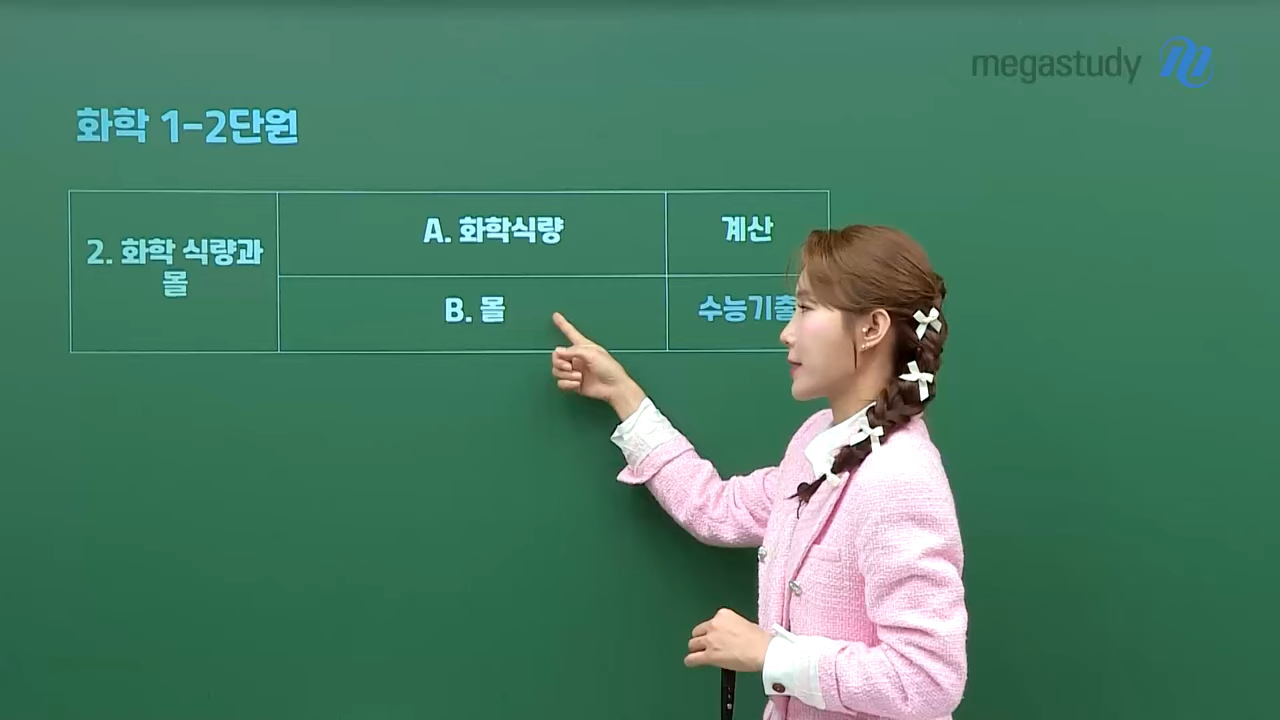 megastudy
화학 1-2단원
2. 화학 식량과
몰
A. 화학식량
계산
B. 몰
수능기출